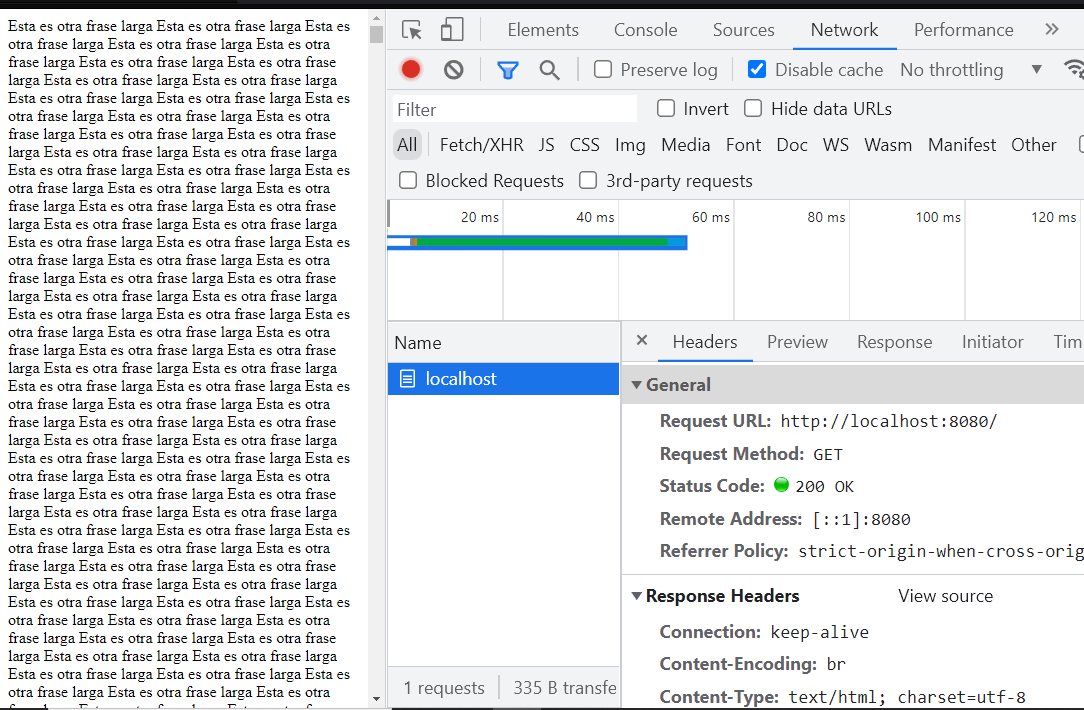 Esta es otra frase larga Esta es otra frase larga Esta es
otra frase larga Esta es otra frase larga Esta es otra
frase larga Esta es otra frase larga Esta es otra frase
larga Esta es otra frase larga Esta es otra frase larga
Esta es otra frase larga Esta es otra frase larga Esta es
otra frase larga Esta es otra frase larga Esta es otra
frase larga Esta es otra frase larga Esta es otra frase
larga Esta es otra frase larga Esta es otra frase larga
Esta es otra frase larga Esta es otra frase larga Esta es
otra frase larga Esta es otra frase larga Esta es otra
frase larga Esta es otra frase larga Esta es otra frase
larga Esta es otra frase larga Esta es otra frase larga
Esta es otra frase larga Esta es otra frase larga Esta es
otra frase larga Esta es otra frase larga Esta es otra
frase larga Esta es otra frase larga Esta es otra frase
larga Esta es otra frase larga Esta es otra frase larga
Esta es otra frase larga Esta es otra frase larga Esta es
otra frase larga Esta es otra frase larga Esta es otra
frase larga Esta es otra frase larga Esta es otra frase
larga Esta es otra frase larga Esta es otra frase larga
Esta es otra frase larga Esta es otra frase larga Esta es
otra frase larga Esta es otra frase larga Esta es otra
frase larga Esta es otra frase larga Esta es otra frase
larga Esta es otra frase larga Esta es otra frase larga
Esta es otra frase larga Esta es otra frase larga Esta es
otra frase larga Esta es otra frase larga Esta es otra
frase larga Esta es otra frase larga Esta es otra frase
larga Esta es otra frase larga Esta es otra frase larga
Esta es otra frase larga Esta es otra frase larga Esta es
otra frase larga Esta es otra frase larga Esta es otra
frase larga Esta es otra frase larga Esta es otra frase
larga Esta es otra frase larga Esta es otra frase larga
Esta es otra frase larga Esta es otra frase larga Esta es
otra frase larga Esta es otra frase larga Esta es otra
frase larga Esta es otra frase larga Esta es otra frase
larga Esta es otra frase larga Esta es otra frase larga
Esta es otra frase larga Esta es otra frase larga Esta es
otra frase larga Esta es otra frase larga Esta es otra
Elements Console Sources Network Performance
Preserve log Disable cache No throttling
Filter Invert Hide data URLs
All Fetch/XHR JS CSS Img Media Font Doc WS Wasm Manifest Other
Blocked Requests 3rd-party requests
20 ms 40 ms 60 ms 80 ms 100 ms 120 ms
Name
localhost
1 requests 335 B transfe
Headers Preview Response Initiator Tim
General
Request URL: http://localhost:8080/
Request Method: GET
Status Code: 200 OK
Remote Address: [::1]:8080
Referrer Policy: strict-origin-when-cross-orig
Response Headers View source
Connection: keep-alive
Content-Encoding: br
Content-Type: text/html; charset=utf-8